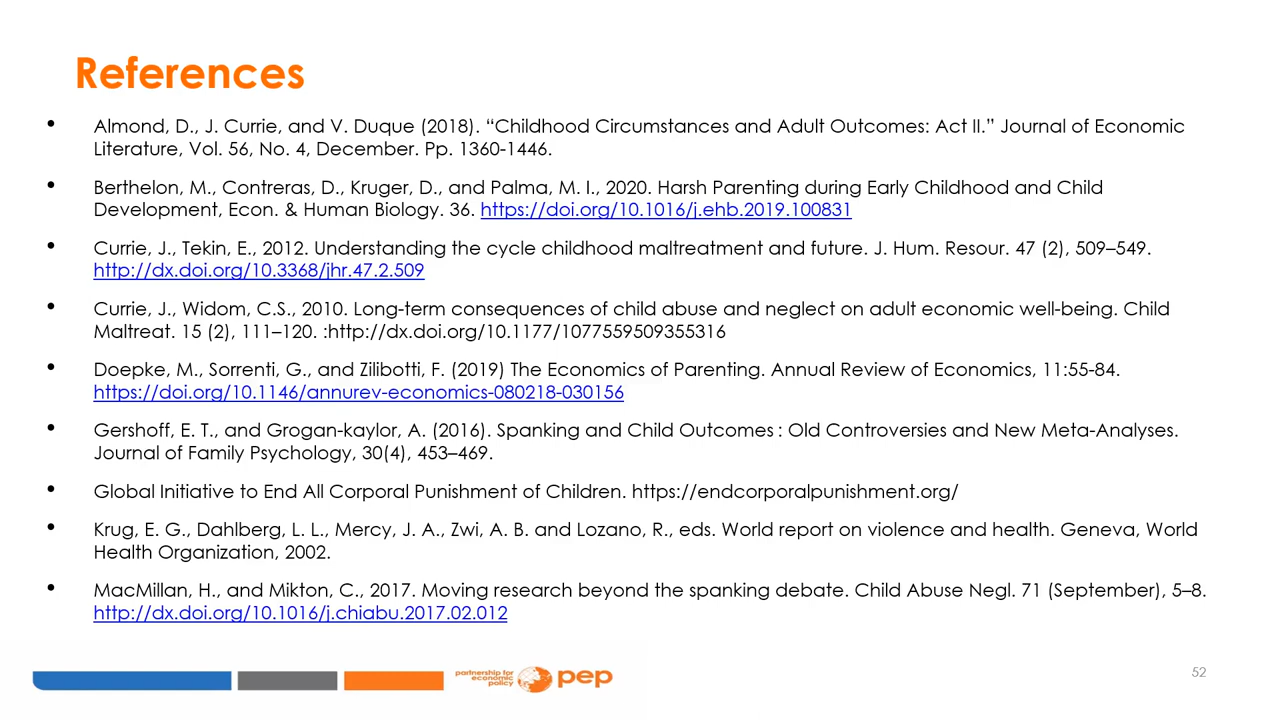 References
• Almond, D., J. Currie, and V. Duque (2018). “Childhood Circumstances and Adult Outcomes: Act II.” Journal of Economic
Literature, Vol. 56, No. 4, December. Pp. 1360-1446.
• Berthelon, M., Contreras, D., Kruger, D., and Palma, M. I., 2020. Harsh Parenting during Early Childhood and Child
Development, Econ. & Human Biology. 36. https://doi.org/10.1016/j.ehb.2019.100831
• Currie, J., Tekin, E., 2012. Understanding the cycle childhood maltreatment and future. J. Hum. Resour. 47 (2), 509–549.
http://dx.doi.org/10.3368/jhr.47.2.509
• Currie, J., Widom, C.S., 2010. Long-term consequences of child abuse and neglect on adult economic well-being. Child
Maltreat. 15 (2), 111–120. :http://dx.doi.org/10.1177/1077559509355316
• Doepke, M., Sorrenti, G., and Zilibotti, F. (2019) The Economics of Parenting. Annual Review of Economics, 11:55-84.
https://doi.org/10.1146/annurev-economics-080218-030156
• Gershoff, E. T., and Grogan-kaylor, A. (2016). Spanking and Child Outcomes : Old Controversies and New Meta-Analyses.
Journal of Family Psychology, 30(4), 453–469.
• Global Initiative to End All Corporal Punishment of Children. https://endcorporalpunishment.org/
• Krug, E. G., Dahlberg, L. L., Mercy, J. A., Zwi, A. B. and Lozano, R., eds. World report on violence and health. Geneva, World
Health Organization, 2002.
• MacMillan, H., and Mikton, C., 2017. Moving research beyond the spanking debate. Child Abuse Negl. 71 (September), 5–8.
http://dx.doi.org/10.1016/j.chiabu.2017.02.012
partnership for
economic
policy
pep
52